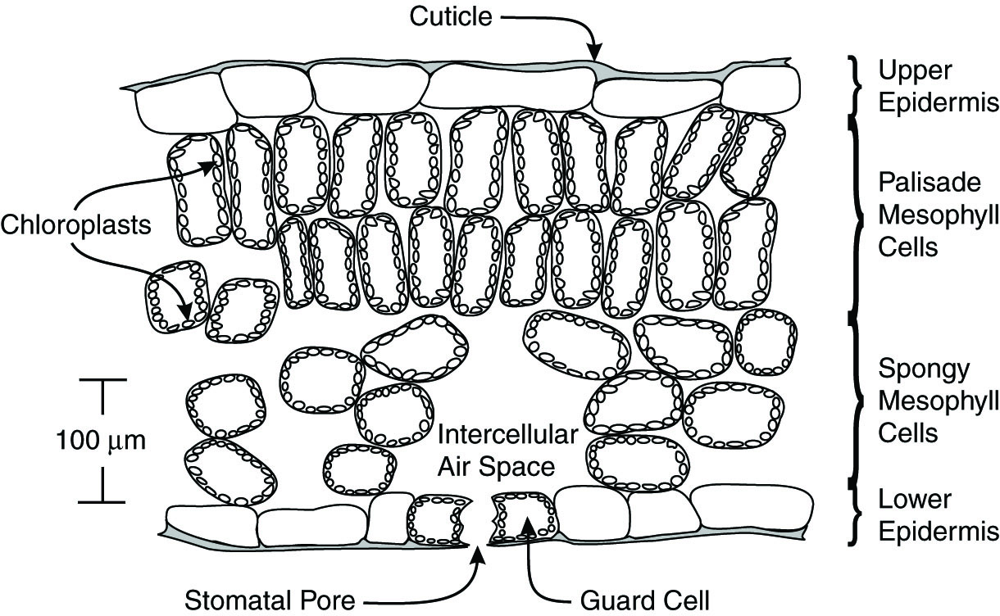 Cuticle
Upper
Epidermis
Palisade
Mesophyll
Cells
Chloroplasts
Spongy
Mesophyll
Cells
100 μm
Intercellular
Air Space
Lower
Epidermis
Stomatal Pore
Guard Cell